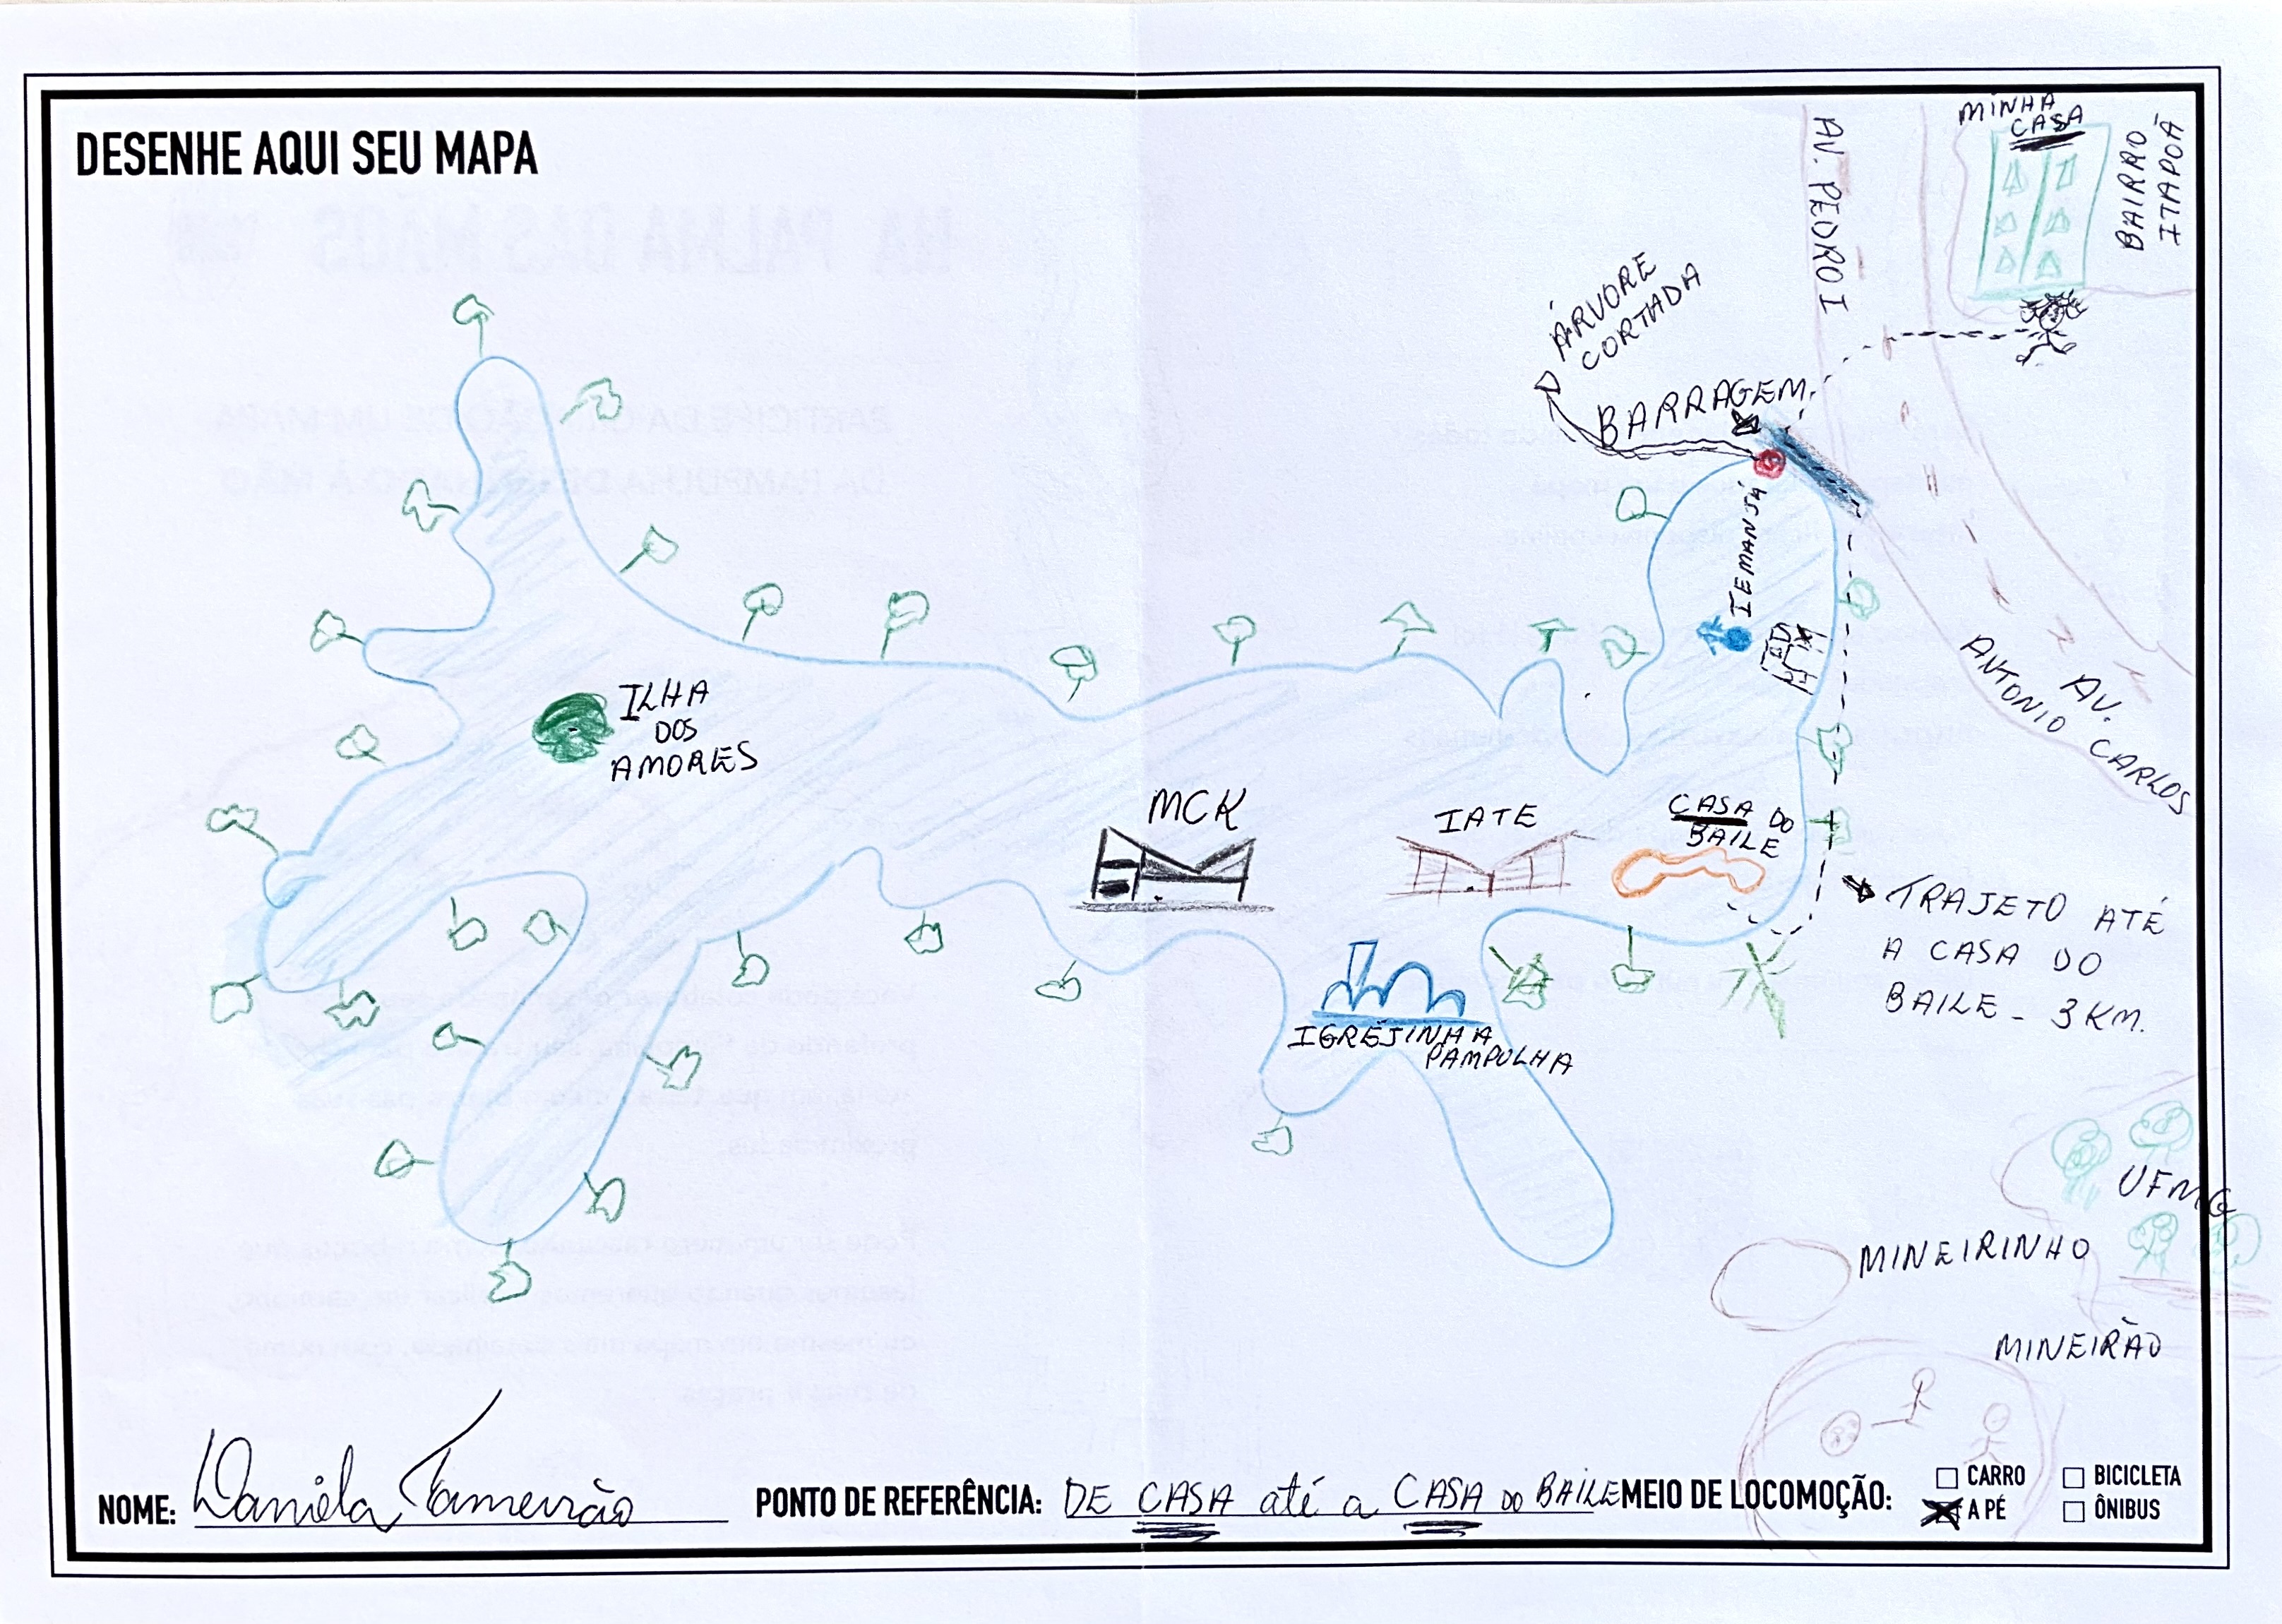 DESENHE AQUI SEU MAPA
MINHA
CASA
BAIRRO
ITAPOÃ
AV. PEDRO I
ÁRVORE
CORTADA
BARRAGEM
IEMANJÁ
AV.
ANTONIO CARLOS
ILHA
DOS
AMORES
MCK
IATE
CASA DO
BAILE
TRAJETO ATÉ
A CASA DO
BAILE - 3 KM.
IGREJINHA
PAMPULHA
UFMG
MINEIRINHO
MINEIRÃO
NOME: Daniela Tameirão
PONTO DE REFERÊNCIA: DE CASA até a CASA DO BAILE
MEIO DE LOCOMOÇÃO:
CARRO
BICICLETA
A PÉ
ÔNIBUS